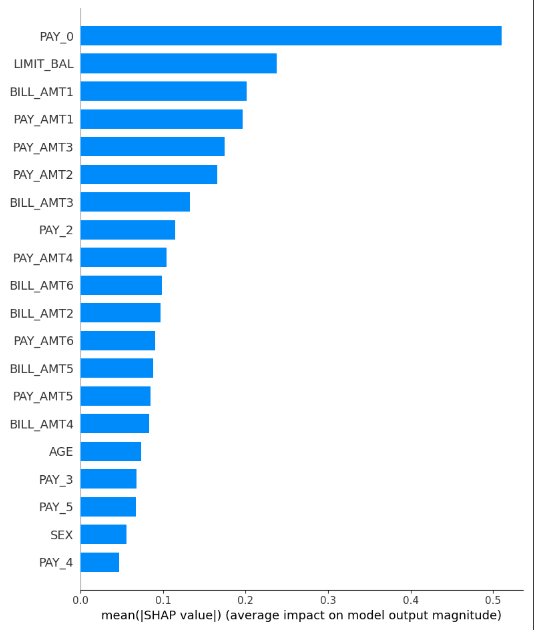 PAY_0
LIMIT_BAL
BILL_AMT1
PAY_AMT1
PAY_AMT3
PAY_AMT2
BILL_AMT3
PAY_2
PAY_AMT4
BILL_AMT6
BILL_AMT2
PAY_AMT6
BILL_AMT5
PAY_AMT5
BILL_AMT4
AGE
PAY_3
PAY_5
SEX
PAY_4
0.0 0.1 0.2 0.3 0.4 0.5
mean(|SHAP value|) (average impact on model output magnitude)